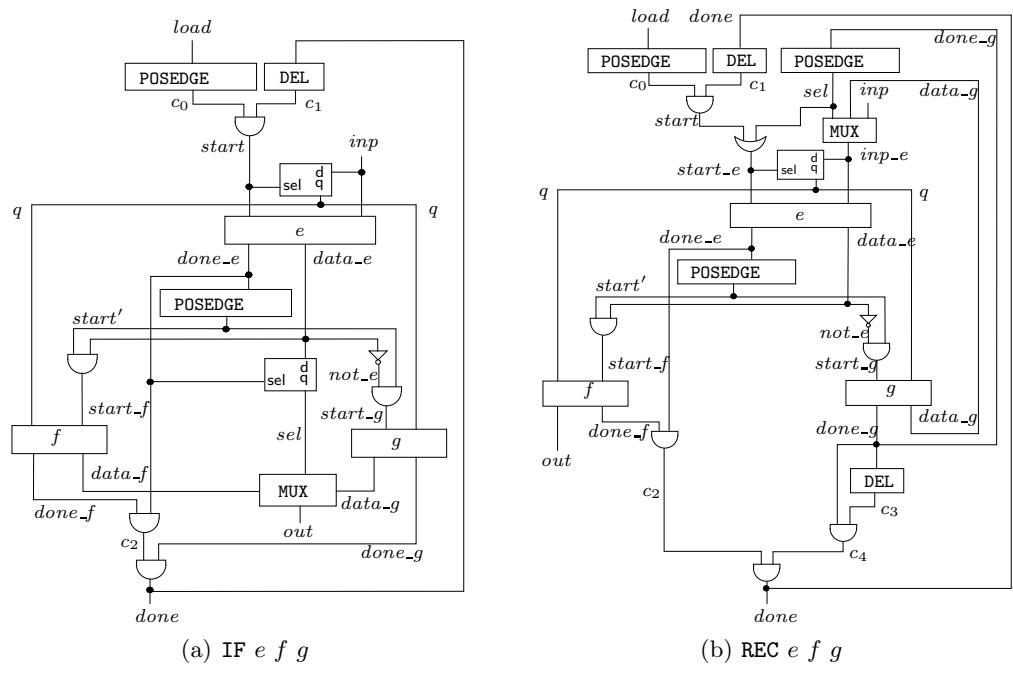 load
POSEDGE
DEL
c0
c1
start
inp
d
q
sel
q
q
e
done_e
data_e
POSEDGE
start'
d
q
sel
not_e
start_f
start_g
f
sel
g
data_f
MUX
data_g
done_f
out
c2
done_g
done
(a) IF e f g
load
done
done_g
POSEDGE
DEL
POSEDGE
c0
c1
sel
inp
data_g
start
MUX
d
q
sel
inp_e
start_e
q
q
e
done_e
data_e
POSEDGE
start'
not_e
start_f
start_g
f
g
done_f
done_g
data_g
out
DEL
c2
c3
c4
done
(b) REC e f g